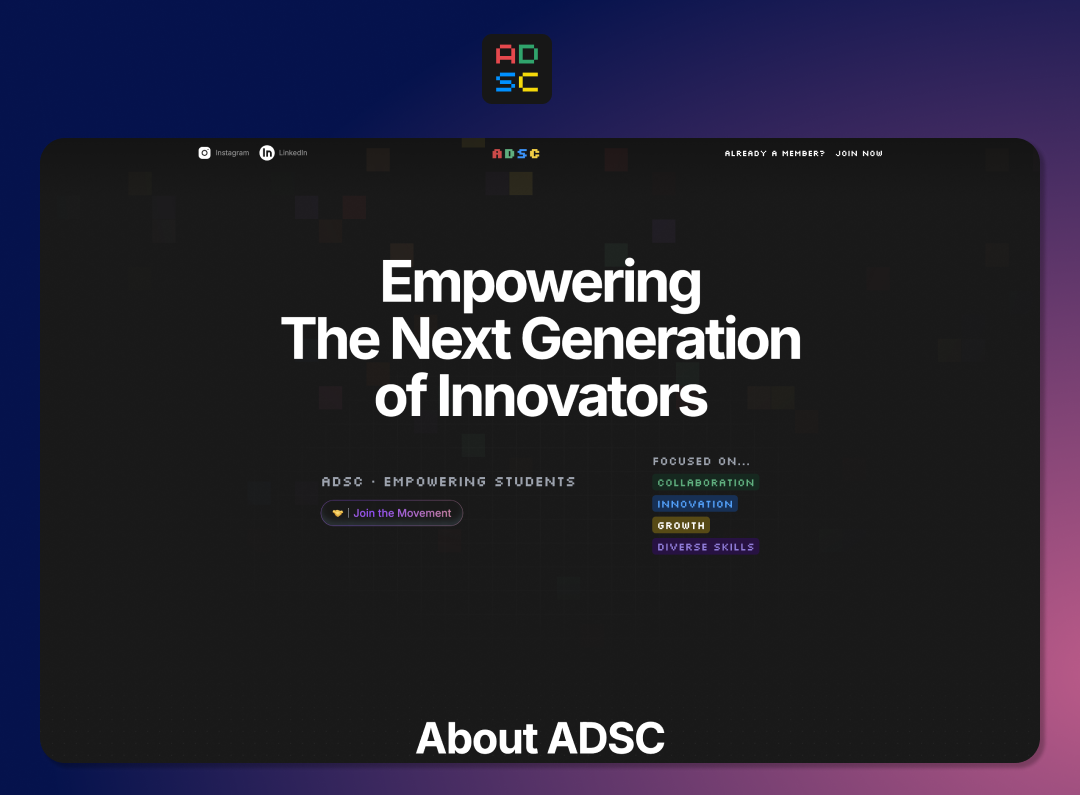 AD
SC
Instagram
LinkedIn
ADSC
ALREADY A MEMBER?
JOIN NOW
Empowering
The Next Generation
of Innovators
ADSC · EMPOWERING STUDENTS
Join the Movement
FOCUSED ON...
COLLABORATION
INNOVATION
GROWTH
DIVERSE SKILLS
About ADSC